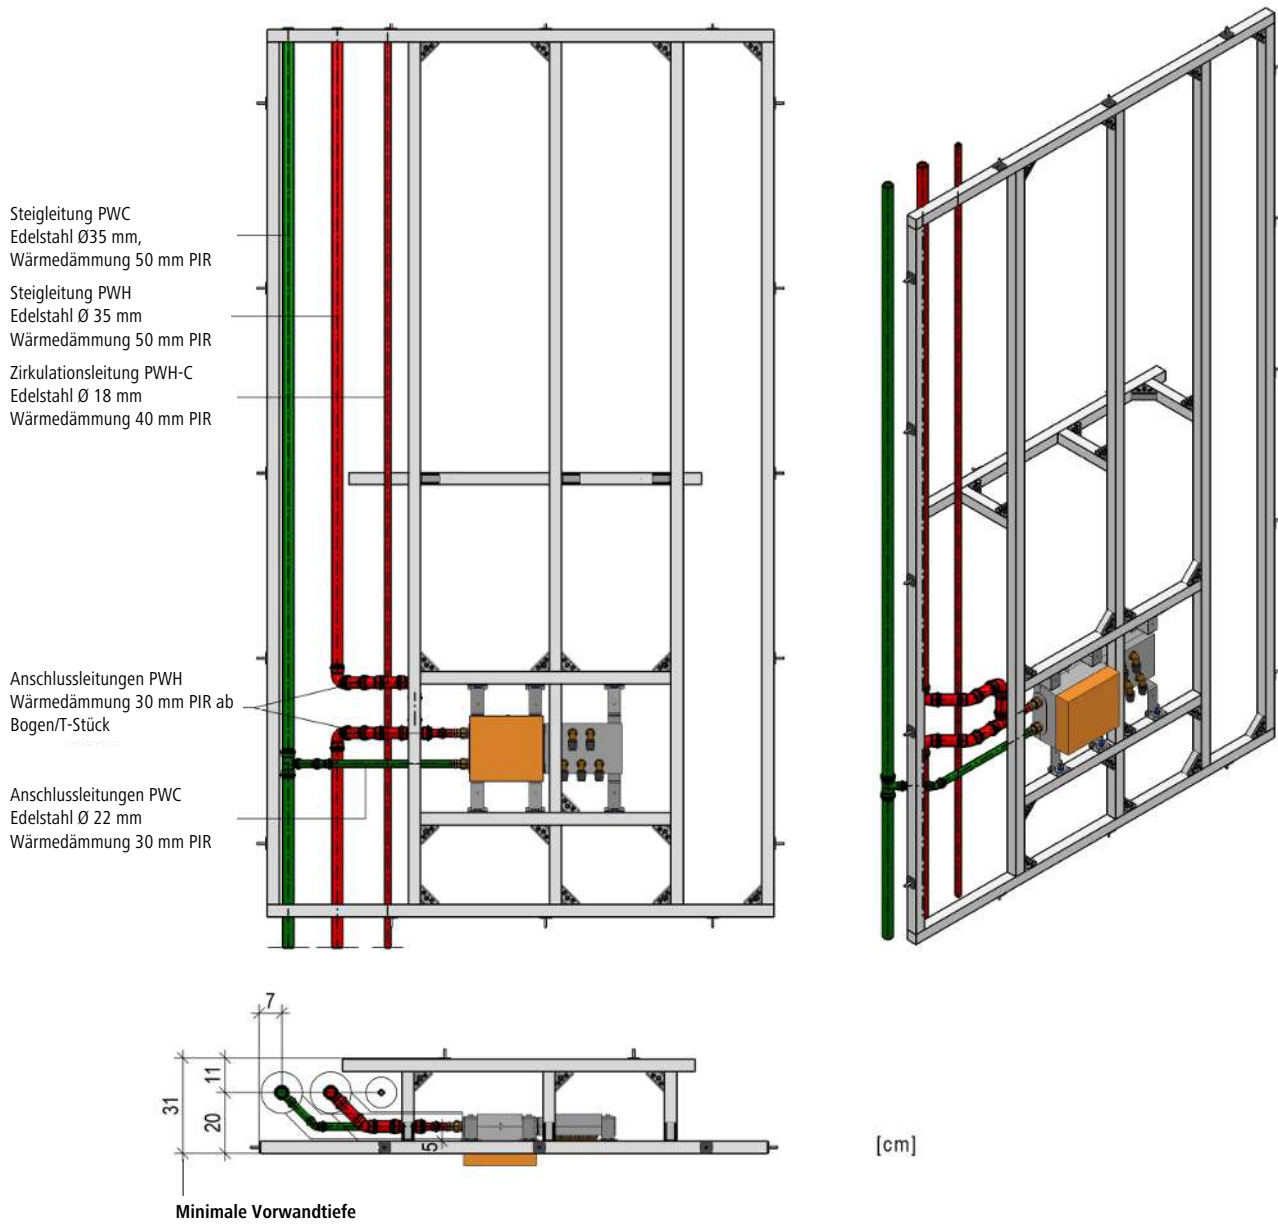 Steigleitung PWC
Edelstahl Ø35 mm,
Wärmedämmung 50 mm PIR
Steigleitung PWH
Edelstahl Ø 35 mm
Wärmedämmung 50 mm PIR
Zirkulationsleitung PWH-C
Edelstahl Ø 18 mm
Wärmedämmung 40 mm PIR
Anschlussleitungen PWH
Wärmedämmung 30 mm PIR ab
Bogen/T-Stück
Anschlussleitungen PWC
Edelstahl Ø 22 mm
Wärmedämmung 30 mm PIR
7
11
31
20
5
[cm]
Minimale Vorwandtiefe